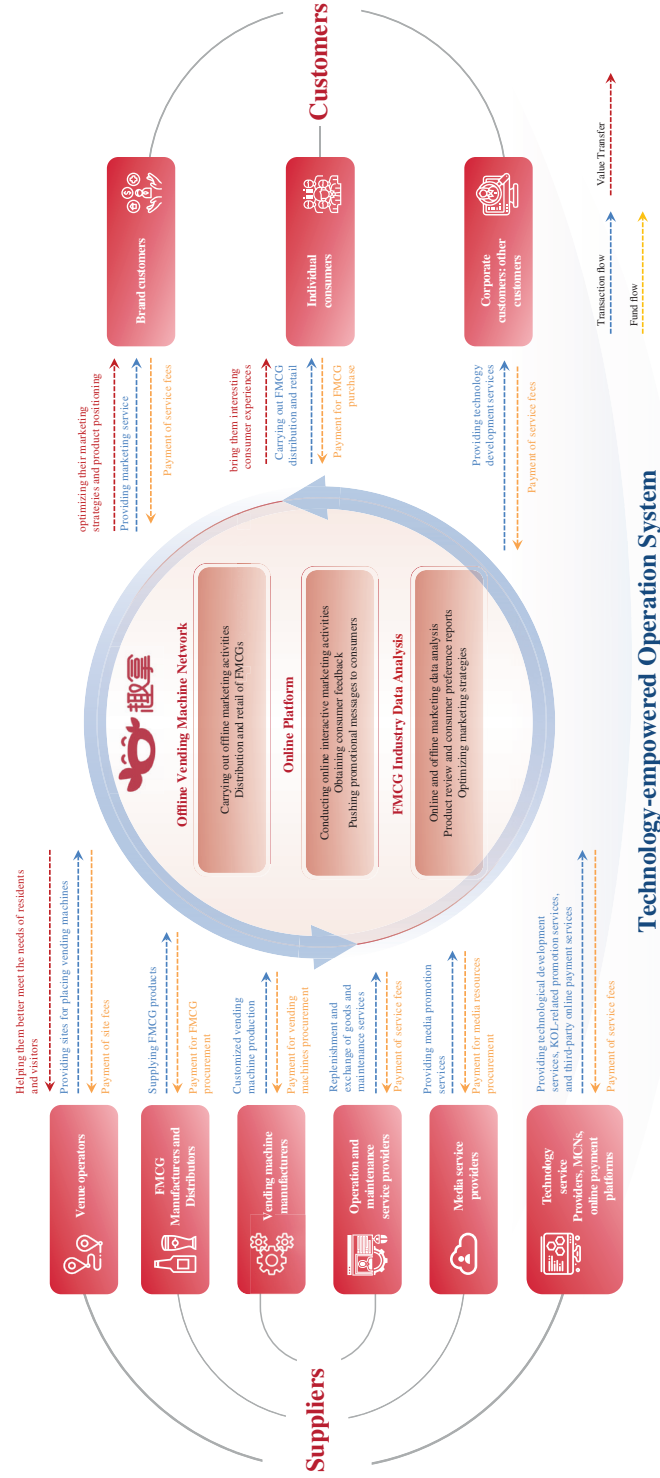 Suppliers
Venue operators
FMCG
Manufacturers and
Distributors
Vending machine
manufacturers
Operation and
maintenance
service providers
Media service
providers
Technology
service
Providers, MCNs,
online payment
platforms
Helping them better meet the needs of residents
and visitors
Providing sites for placing vending machines
Payment of site fees
Supplying FMCG products
Payment for FMCG
procurement
Customized vending
machine production
Payment for vending
machines procurement
Replenishment and
exchange of goods and
maintenance services
Payment of service fees
Providing media promotion
services
Payment for media resources
procurement
Providing technological development
services, KOL-related promotion services,
and third-party online payment services
Payment of service fees
趣拿
Offline Vending Machine Network
Carrying out offline marketing activities
Distribution and retail of FMCGs
Online Platform
Conducting online interactive marketing activities
Obtaining consumer feedback
Pushing promotional messages to consumers
FMCG Industry Data Analysis
Online and offline marketing data analysis
Product review and consumer preference reports
Optimizing marketing strategies
optimizing their marketing
strategies and product positioning
Providing marketing service
Payment of service fees
bring them interesting
consumer experiences
Carrying out FMCG
distribution and retail
Payment for FMCG
purchase
Providing technology
development services
Payment of service fees
Brand customers
Individual
consumers
Corporate
customers; other
customers
Customers
Technology-empowered Operation System
Transaction flow
Value Transfer
Fund flow